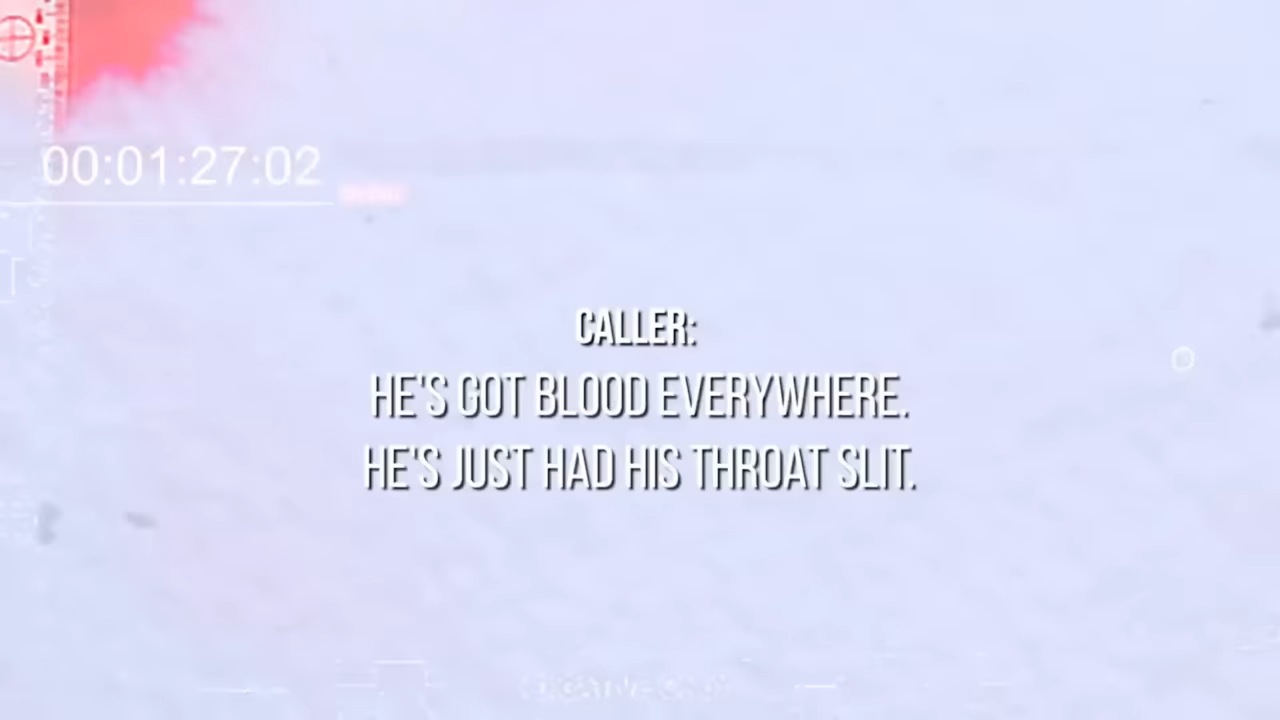 00:01:27:02
CALLER:
HE'S GOT BLOOD EVERYWHERE.
HE'S JUST HAD HIS THROAT SLIT.